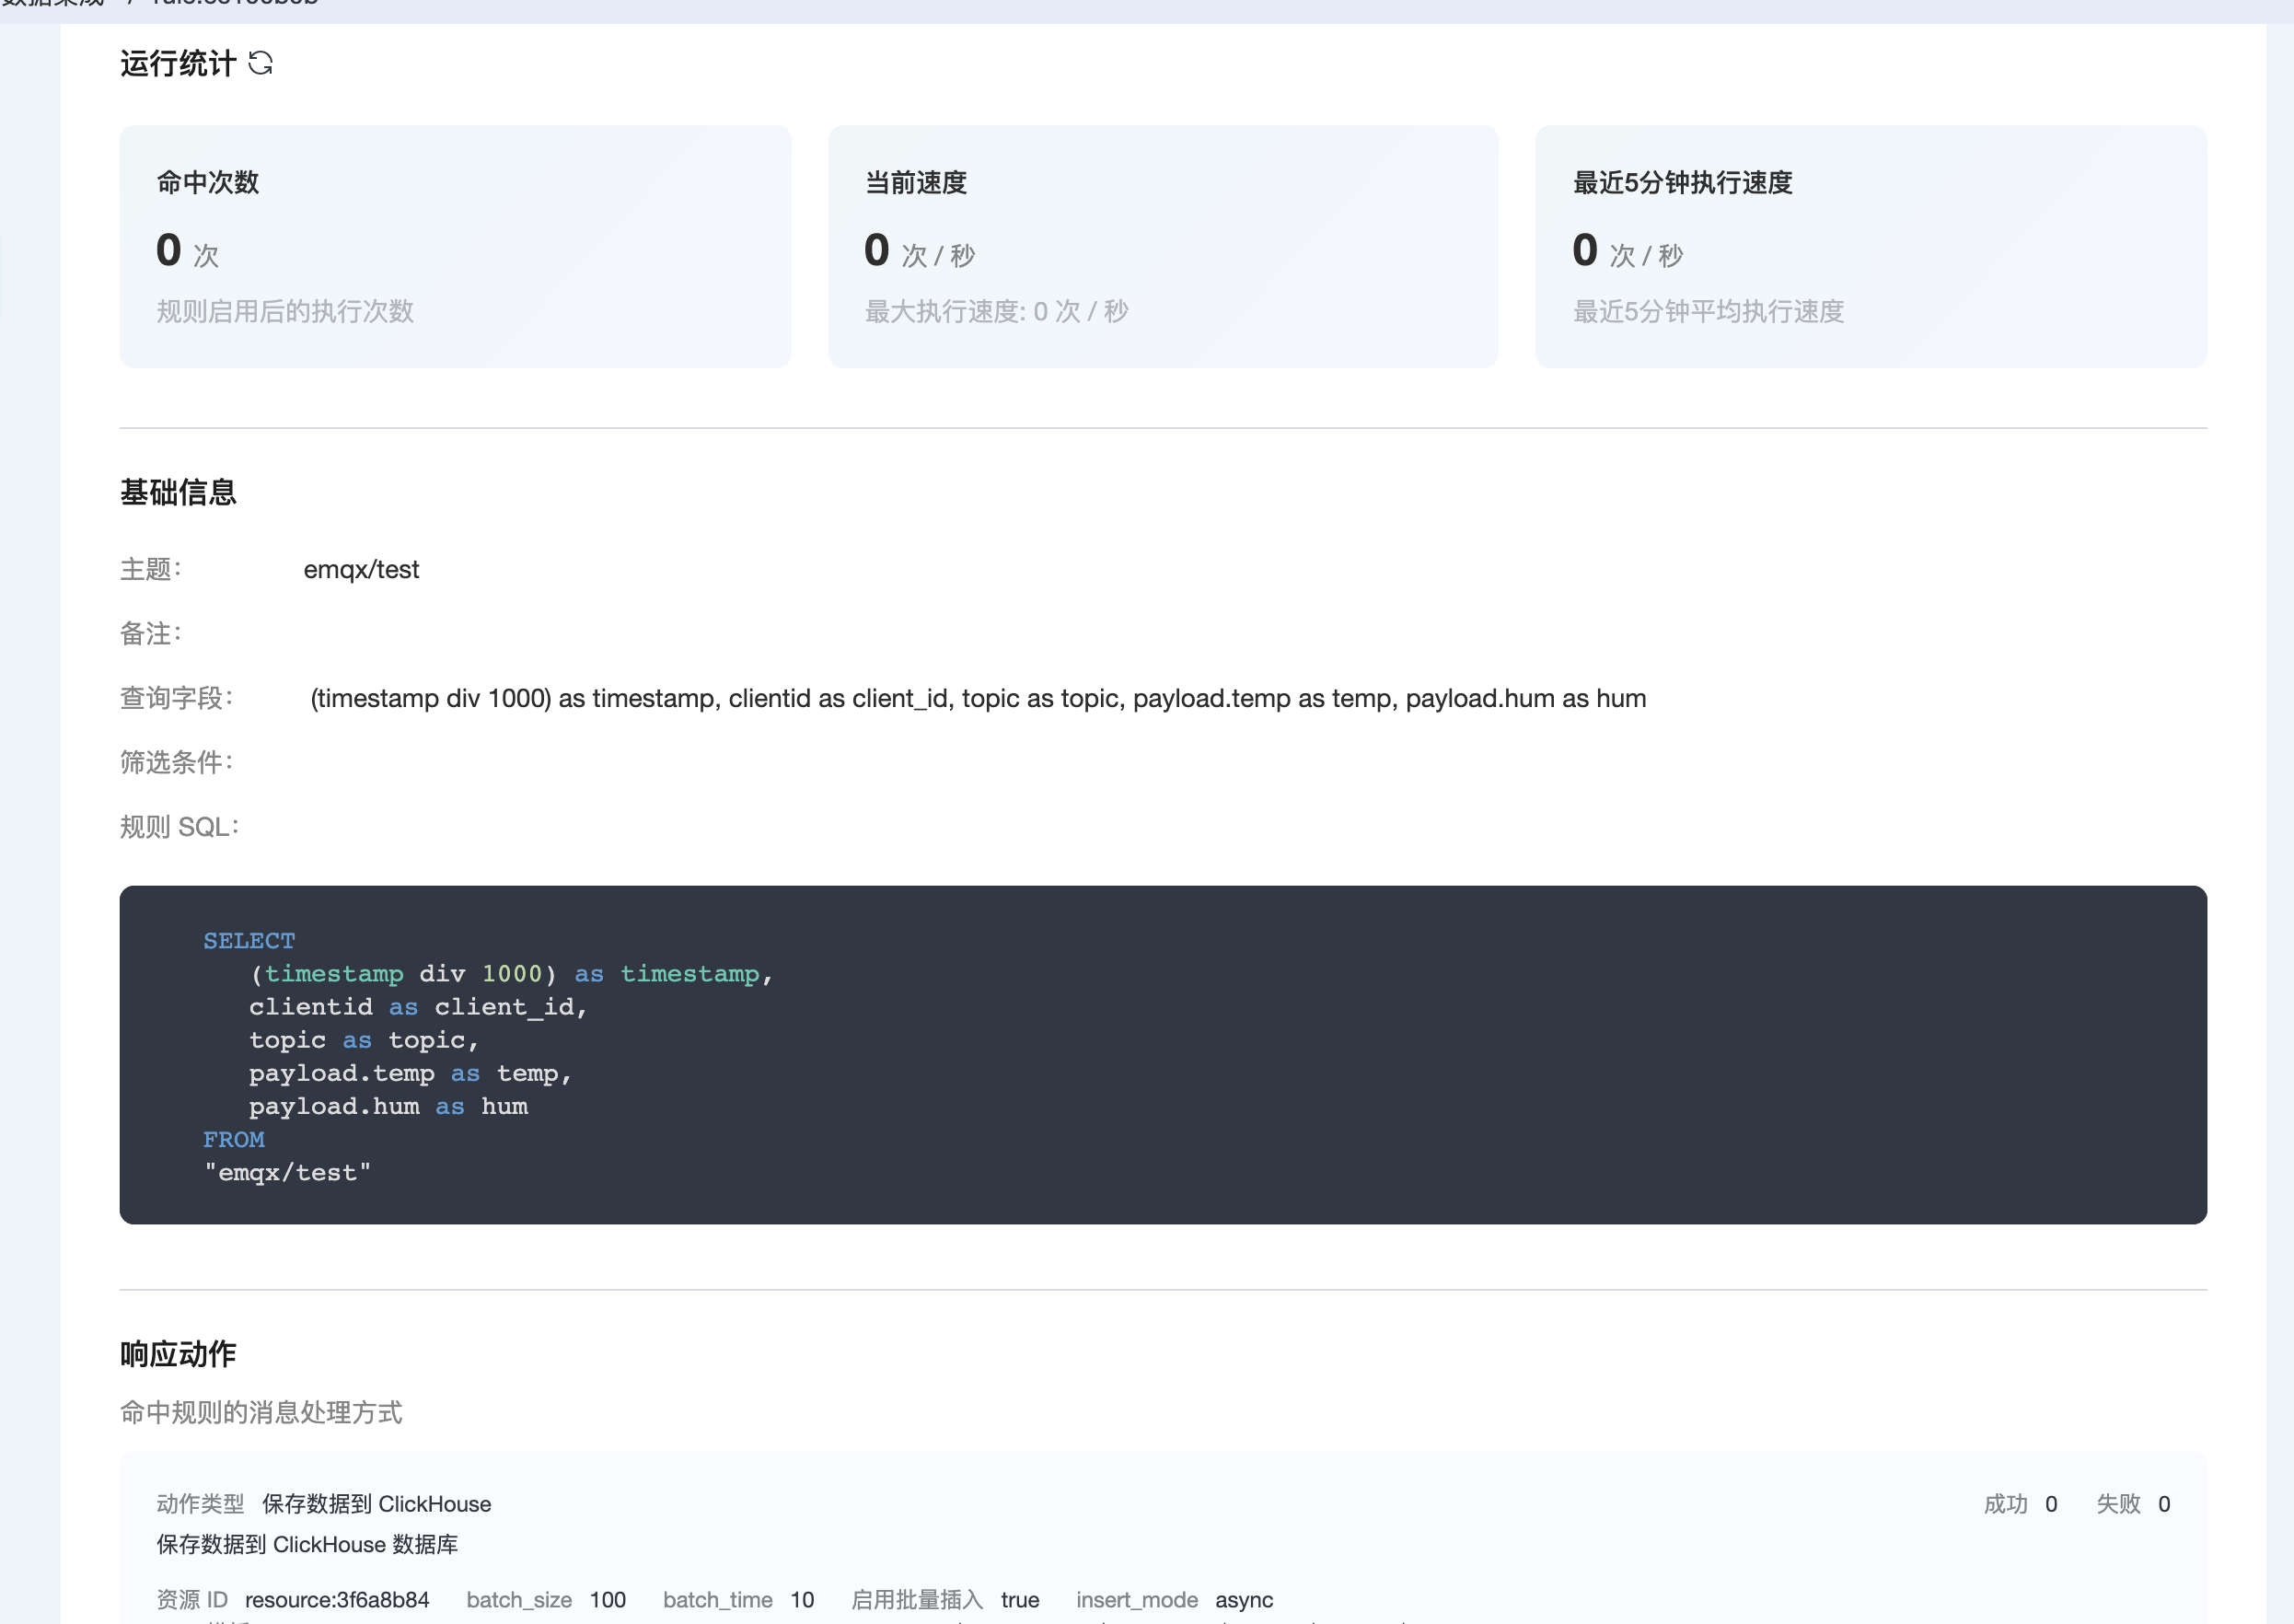 运行统计
命中次数
0 次
规则启用后的执行次数
当前速度
0 次 / 秒
最大执行速度: 0 次 / 秒
最近5分钟执行速度
0 次 / 秒
最近5分钟平均执行速度
基础信息
主题： emqx/test
备注：
查询字段： (timestamp div 1000) as timestamp, clientid as client_id, topic as topic, payload.temp as temp, payload.hum as hum
筛选条件：
规则 SQL：
SELECT
(timestamp div 1000) as timestamp,
clientid as client_id,
topic as topic,
payload.temp as temp,
payload.hum as hum
FROM
"emqx/test"
响应动作
命中规则的消息处理方式
动作类型 保存数据到 ClickHouse 成功 0 失败 0
保存数据到 ClickHouse 数据库
资源 ID resource:3f6a8b84 batch_size 100 batch_time 10 启用批量插入 true insert_mode async